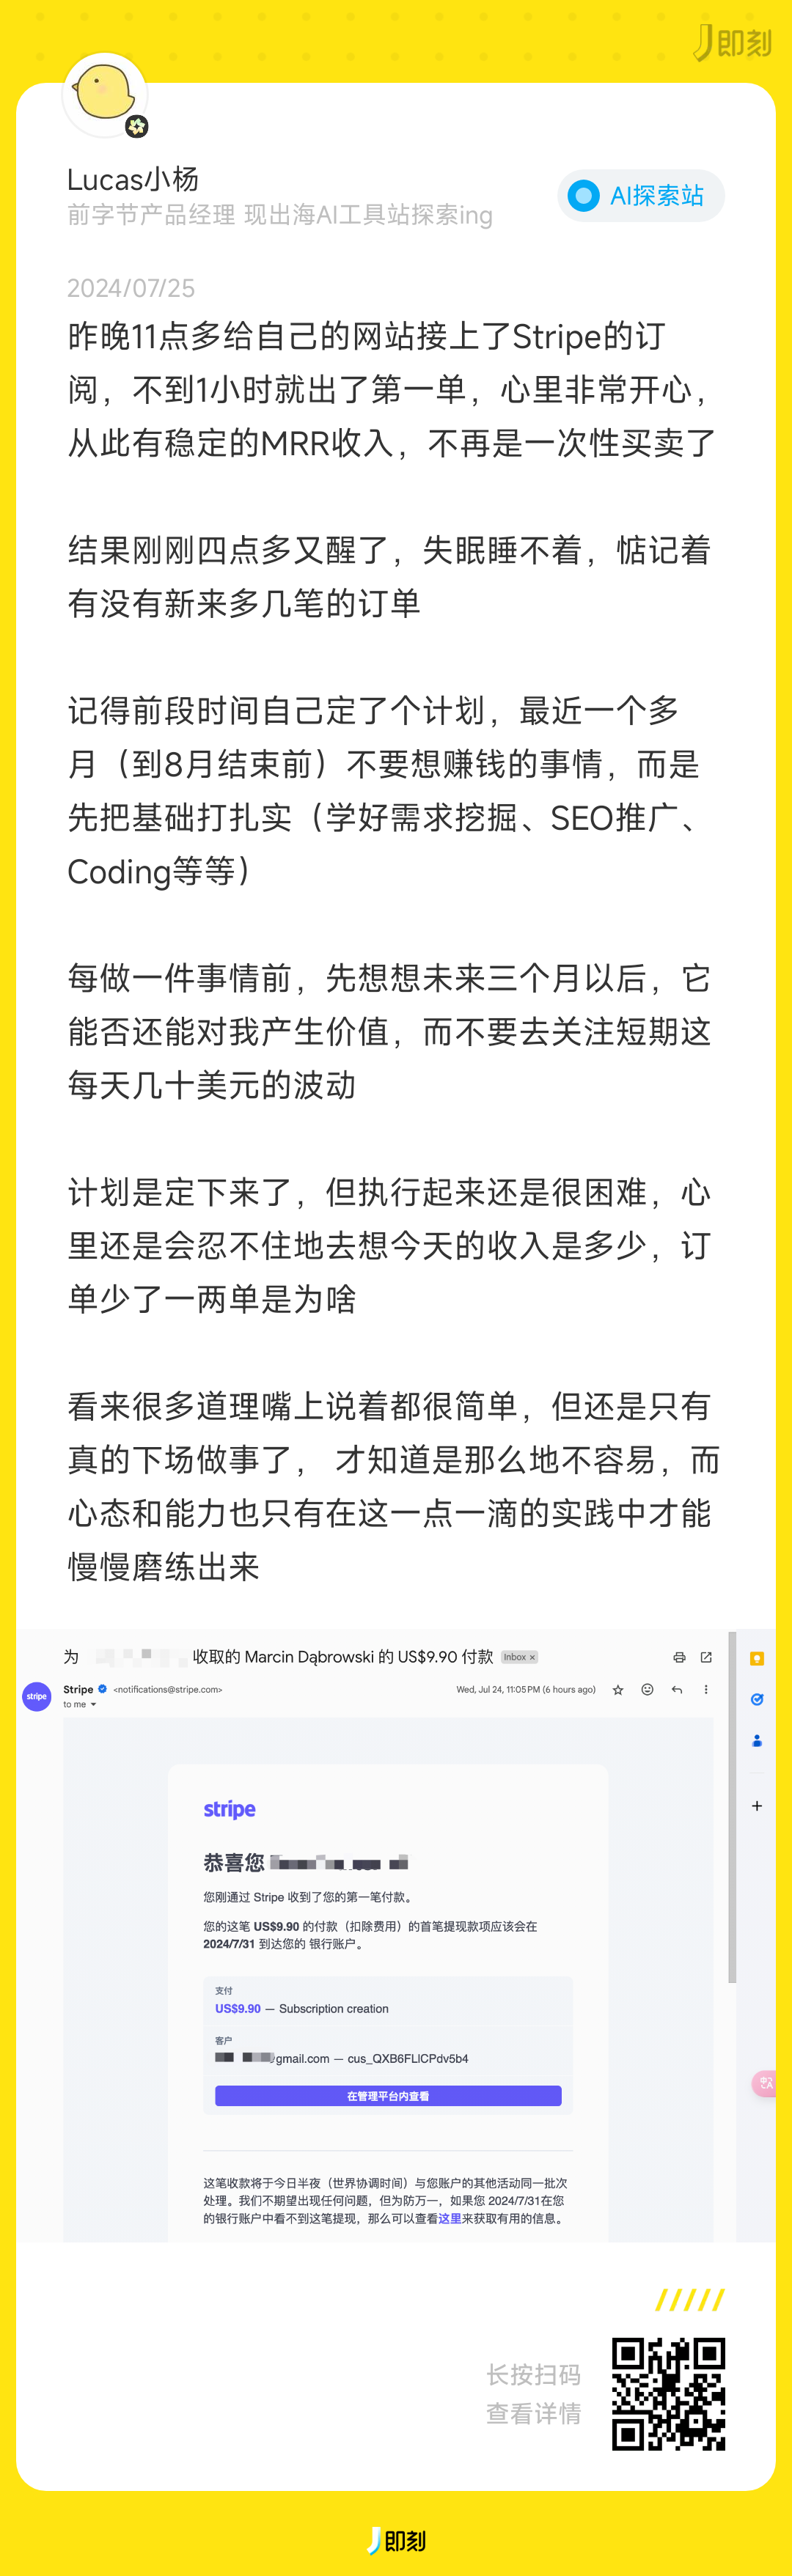 即刻
Lucas小杨
前字节产品经理 现出海AI工具站探索ing
AI探索站
2024/07/25
昨晚11点多给自己的网站接上了Stripe的订
阅，不到1小时就出了第一单，心里非常开心，
从此有稳定的MRR收入，不再是一次性买卖了
结果刚刚四点多又醒了，失眠睡不着，惦记着
有没有新来多几笔的订单
记得前段时间自己定了个计划，最近一个多
月（到8月结束前）不要想赚钱的事情，而是
先把基础打扎实（学好需求挖掘、SEO推广、
Coding等等）
每做一件事情前，先想想未来三个月以后，它
能否还能对我产生价值，而不要去关注短期这
每天几十美元的波动
计划是定下来了，但执行起来还是很困难，心
里还是会忍不住地去想今天的收入是多少，订
单少了一两单是为啥
看来很多道理嘴上说着都很简单，但还是只有
真的下场做事了， 才知道是那么地不容易，而
心态和能力也只有在这一点一滴的实践中才能
慢慢磨练出来
为 收取的 Marcin Dąbrowski 的 US$9.90 付款 Inbox ×
stripe
Stripe <notifications@stripe.com> Wed, Jul 24, 11:05 PM (6 hours ago)
to me
stripe
恭喜您
您刚通过 Stripe 收到了您的第一笔付款。
您的这笔 US$9.90 的付款（扣除费用）的首笔提现款项应该会在
2024/7/31 到达您的 银行账户。
支付
US$9.90 — Subscription creation
客户
gmail.com — cus_QXB6FLlCPdv5b4
在管理平台内查看
这笔收款将于今日半夜（世界协调时间）与您账户的其他活动同一批次
处理。我们不期望出现任何问题，但为防万一，如果您 2024/7/31在您
的银行账户中看不到这笔提现，那么可以查看这里来获取有用的信息。
长按扫码
查看详情
即刻